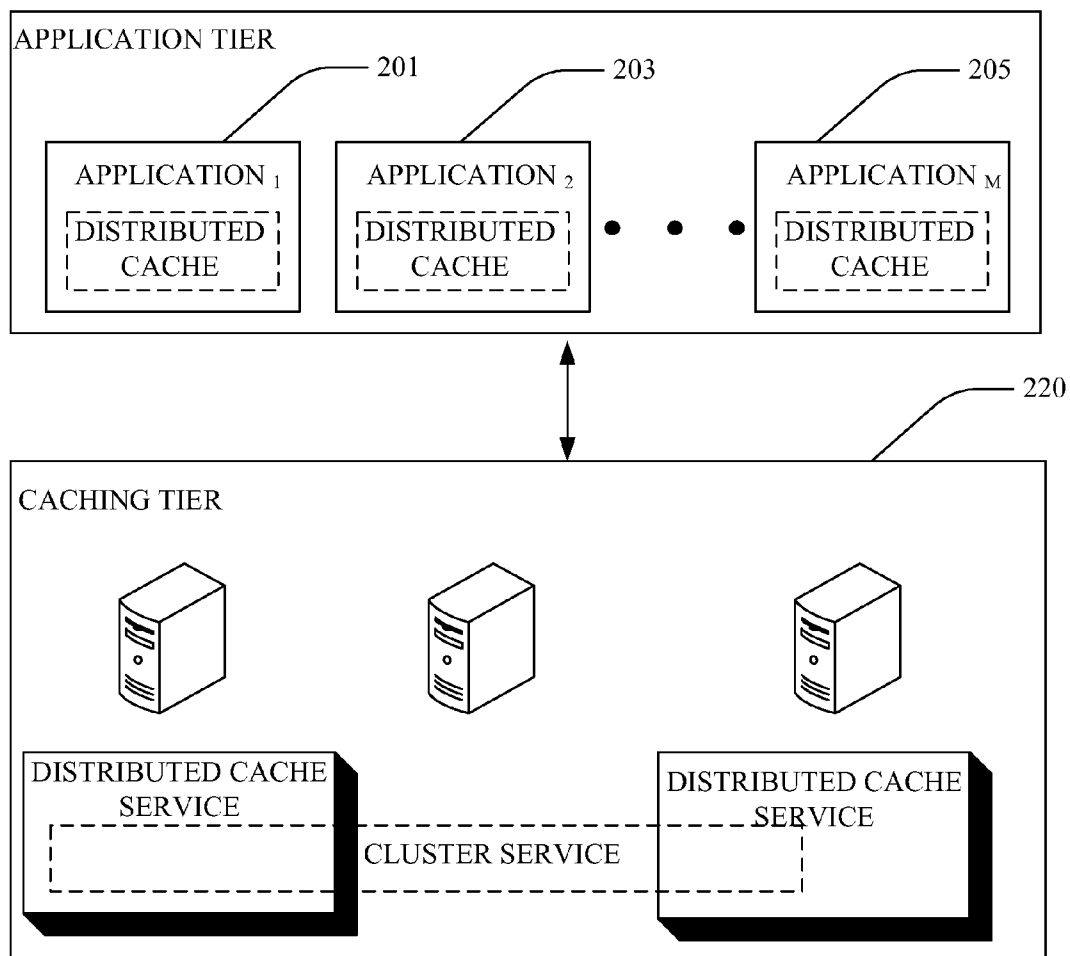 APPLICATION TIER
201
203
205
APPLICATION 1
DISTRIBUTED
CACHE
APPLICATION 2
DISTRIBUTED
CACHE
APPLICATION M
DISTRIBUTED
CACHE
220
CACHING TIER
DISTRIBUTED CACHE
SERVICE
DISTRIBUTED CACHE
SERVICE
CLUSTER SERVICE